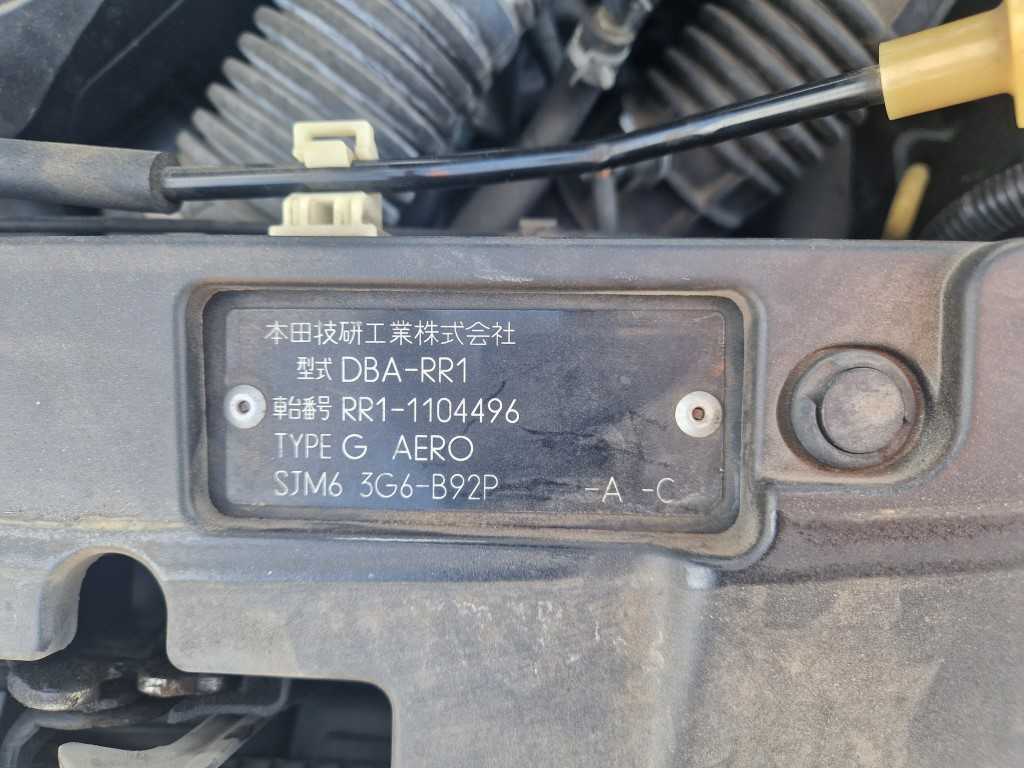 本田技研工業株式会社
型式 DBA-RR1
車台番号 RR1-1104496
TYPE G AERO
SJM6 3G6-B92P -A -C